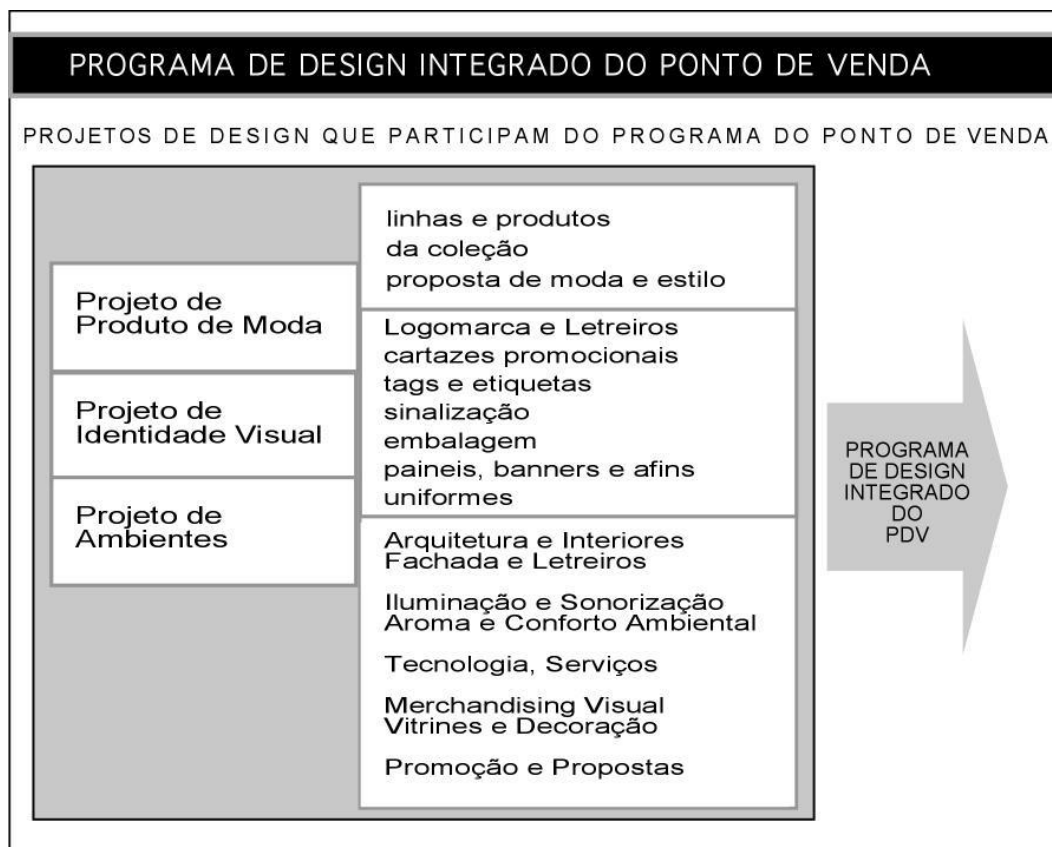 PROGRAMA DE DESIGN INTEGRADO DO PONTO DE VENDA
PROJETOS DE DESIGN QUE PARTICIPAM DO PROGRAMA DO PONTO DE VENDA
Projeto de
Produto de Moda
Projeto de
Identidade Visual
Projeto de
Ambientes
linhas e produtos
da coleção
proposta de moda e estilo
Logomarca e Letreiros
cartazes promocionais
tags e etiquetas
sinalização
embalagem
paineis, banners e afins
uniformes
Arquitetura e Interiores
Fachada e Letreiros
Iluminação e Sonorização
Aroma e Conforto Ambiental
Tecnologia, Serviços
Merchandising Visual
Vitrines e Decoração
Promoção e Propostas
PROGRAMA
DE DESIGN
INTEGRADO
DO
PDV